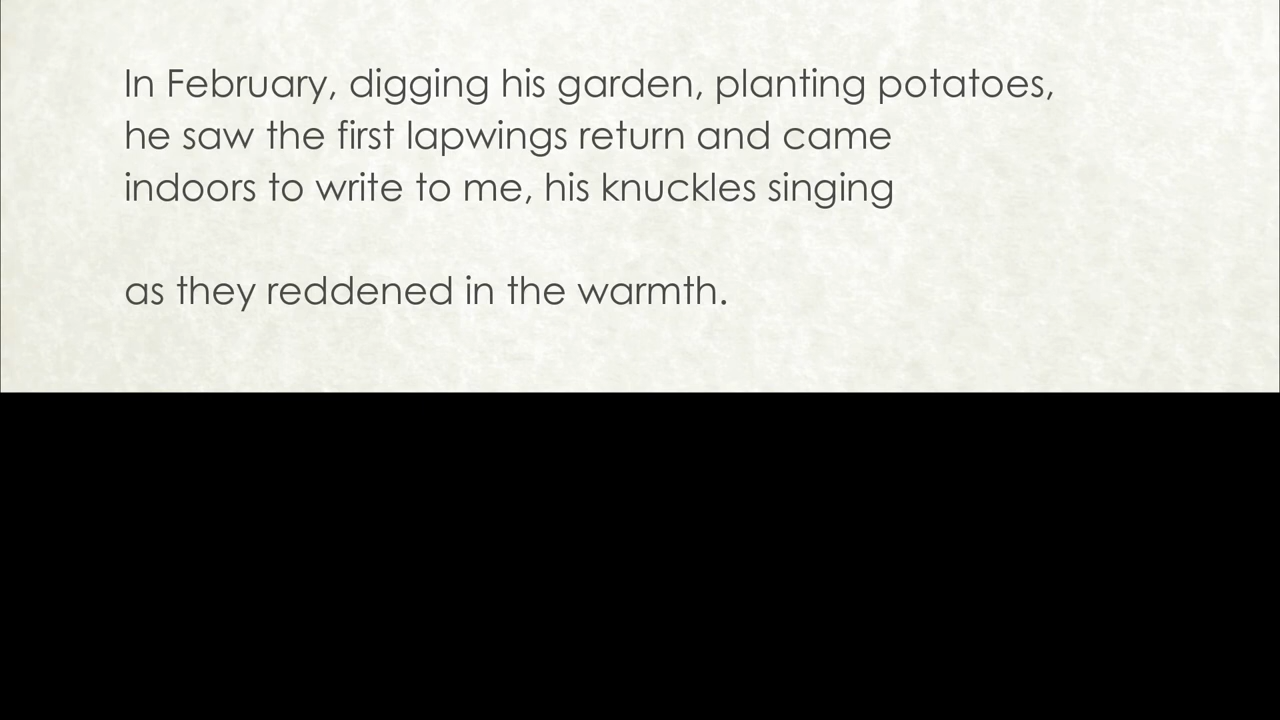 In February, digging his garden, planting potatoes,
he saw the first lapwings return and came
indoors to write to me, his knuckles singing
as they reddened in the warmth.